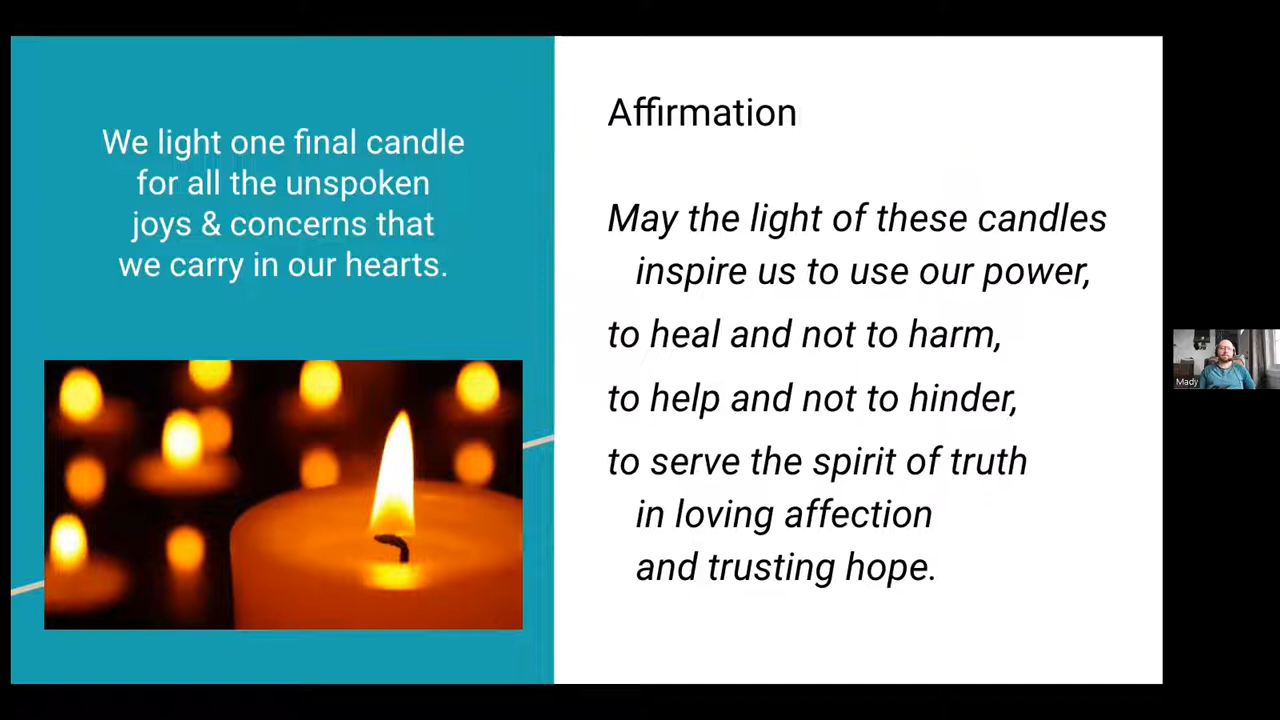 We light one final candle
for all the unspoken
joys & concerns that
we carry in our hearts.
Affirmation
May the light of these candles
inspire us to use our power,
to heal and not to harm,
to help and not to hinder,
to serve the spirit of truth
in loving affection
and trusting hope.
Mady